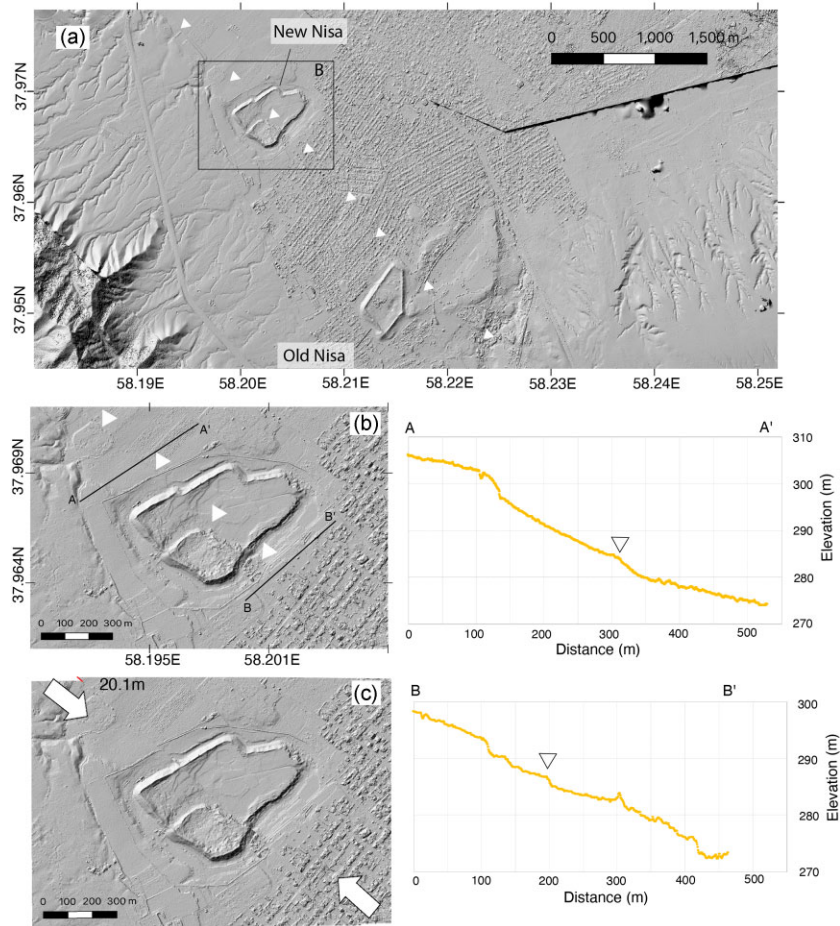 (a)
New Nisa
B
0 500 1,000 1,500 m
37.97N
37.96N
37.95N
Old Nisa
58.19E 58.20E 58.21E 58.22E 58.23E 58.24E 58.25E
(b)
A'
A
B'
B
37.969N
37.964N
0 100 200 300 m
58.195E 58.201E
A A'
310
300
290
280
270
Elevation (m)
0 100 200 300 400 500
Distance (m)
20.1m
(c)
0 100 200 300 m
B B'
300
290
280
270
Elevation (m)
0 100 200 300 400 500
Distance (m)